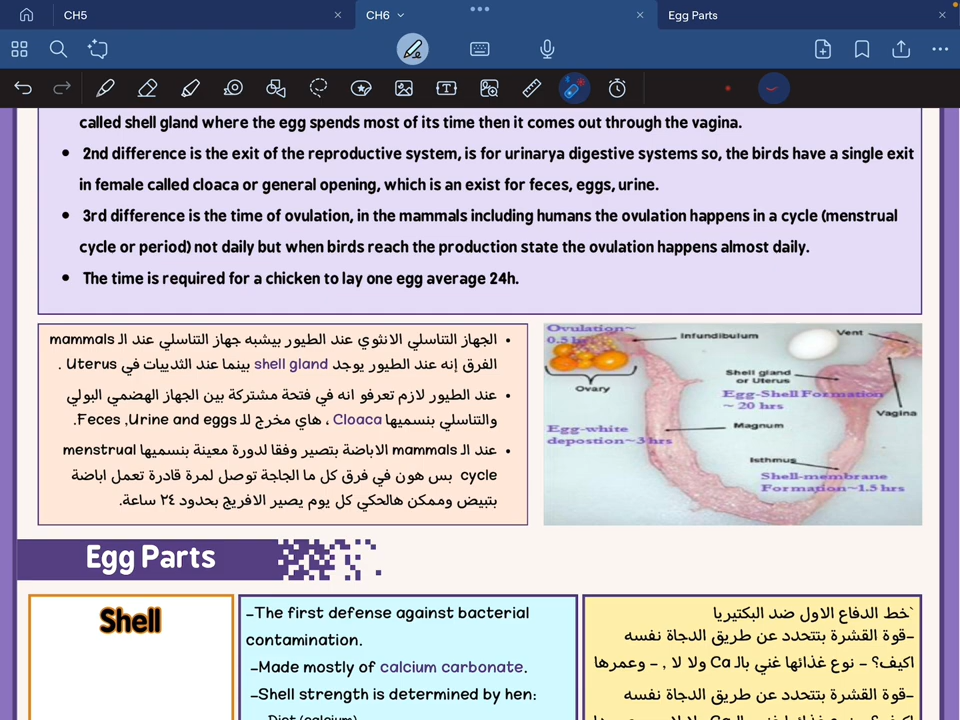 CH5
CH6
Egg Parts
called shell gland where the egg spends most of its time then it comes out through the vagina.
• 2nd difference is the exit of the reproductive system, is for urinarya digestive systems so, the birds have a single exit
in female called cloaca or general opening, which is an exist for feces, eggs, urine.
• 3rd difference is the time of ovulation, in the mammals including humans the ovulation happens in a cycle (menstrual
cycle or period) not daily but when birds reach the production state the ovulation happens almost daily.
• The time is required for a chicken to lay one egg average 24h.
• الجهاز التناسلي الانثوي عند الطيور بيشبه جهاز التناسلي عند الـ mammals
الفرق إنه عند الطيور يوجد shell gland بينما عند الثدييات في Uterus .
• عند الطيور لازم تعرفو انه في فتحة مشتركة بين الجهاز الهضمي البولي
والتناسلي بنسميها Cloaca ، هاي مخرج للـ Feces ,Urine and eggs.
• عند الـ mammals الاباضة بتصير وفقا لدورة معينة بنسميها menstrual
cycle بس هون في فرق كل ما الجاجة توصل لمرة قادرة تعمل اباضة
بتبيض وممكن هالحكي كل يوم يصير الافريج بحدود ٢٤ ساعة.
Ovulation~
0.5 h
Infundibulum
Vent
Ovary
Shell gland
or Uterus
Egg-Shell Formation
~ 20 hrs
Vagina
Egg-white
depostion~3 hrs
Magnum
Isthmus
Shell-membrane
Formation~1.5 hrs
Egg Parts
Shell
-The first defense against bacterial
contamination.
-Made mostly of calcium carbonate.
-Shell strength is determined by hen:
Diet (calcium)
`خط الدفاع الاول ضد البكتيريا
-قوة القشرة بتتحدد عن طريق الدجاة نفسه
اكيف؟ - نوع غذائها غني بالـ Ca ولا لا , - وعمرها
-قوة القشرة بتتحدد عن طريق الدجاة نفسه